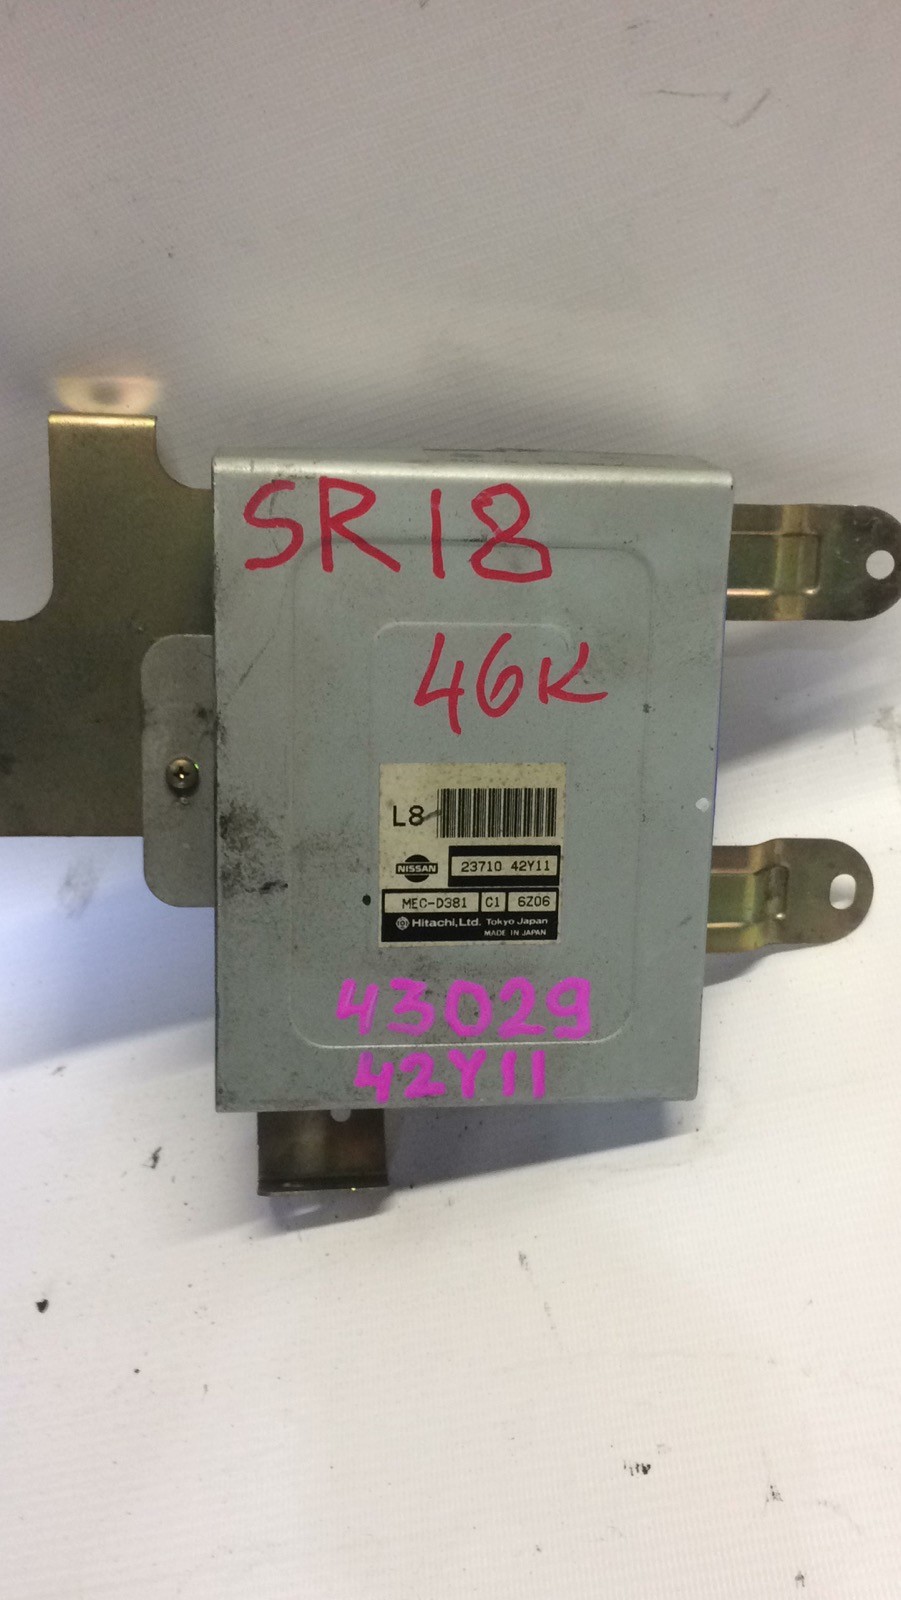 SR18
46K
L8
NISSAN 23710 42Y11
MEC-D381 C1 6Z06
Hitachi, Ltd. Tokyo Japan
MADE IN JAPAN
43029
42Y11